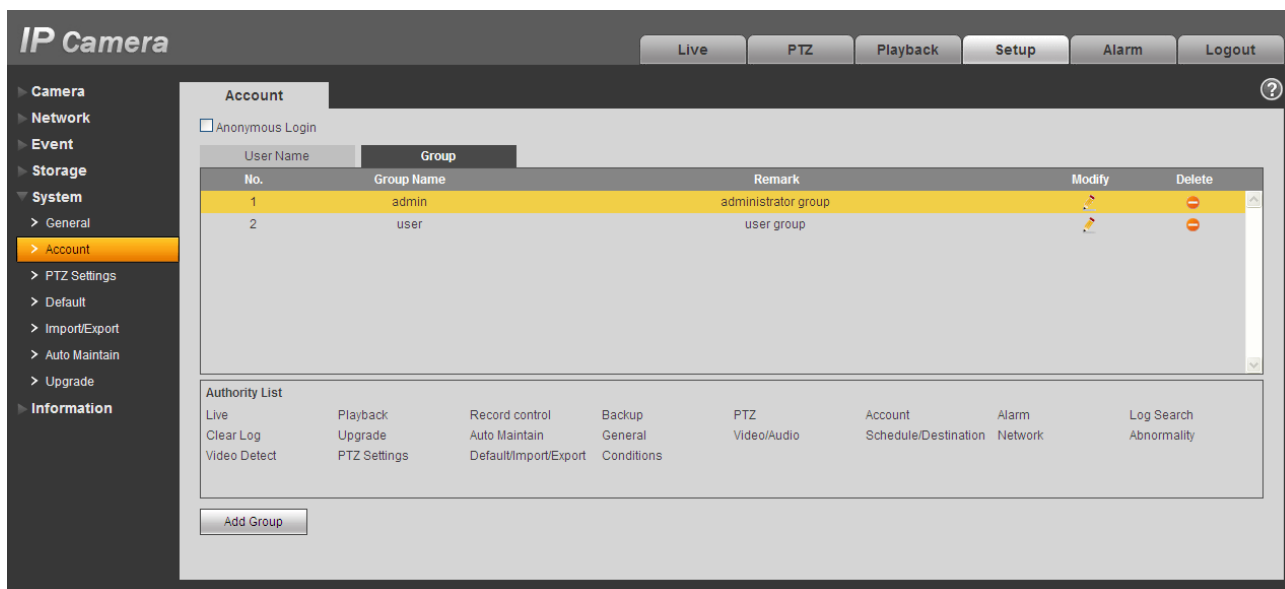 IP Camera
Live PTZ Playback Setup Alarm Logout
Camera
Network
Event
Storage
System
> General
> Account
> PTZ Settings
> Default
> Import/Export
> Auto Maintain
> Upgrade
Information
Account
?
Anonymous Login
User Name Group
No. Group Name Remark Modify Delete
1 admin administrator group
2 user user group
Authority List
Live Playback Record control Backup PTZ Account Alarm Log Search
Clear Log Upgrade Auto Maintain General Video/Audio Schedule/Destination Network Abnormality
Video Detect PTZ Settings Default/Import/Export Conditions
Add Group